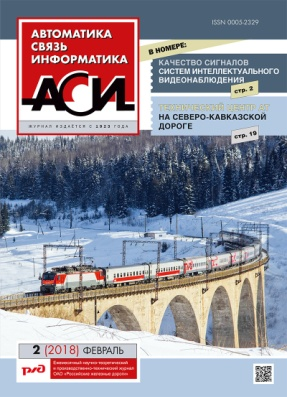 ISSN 0005-2329
АВТОМАТИКА
СВЯЗЬ
ИНФОРМАТИКА
АСИ
ЖУРНАЛ ИЗДАЕТСЯ С 1923 ГОДА
В НОМЕРЕ:
КАЧЕСТВО СИГНАЛОВ
СИСТЕМ ИНТЕЛЛЕКТУАЛЬНОГО
ВИДЕОНАБЛЮДЕНИЯ
стр. 2
ТЕХНИЧЕСКИЙ ЦЕНТР АТ
НА СЕВЕРО-КАВКАЗСКОЙ
ДОРОГЕ
стр. 19
2 (2018) ФЕВРАЛЬ
Ежемесячный научно-теоретический
и производственно-технический журнал
ОАО «Российские железные дороги»